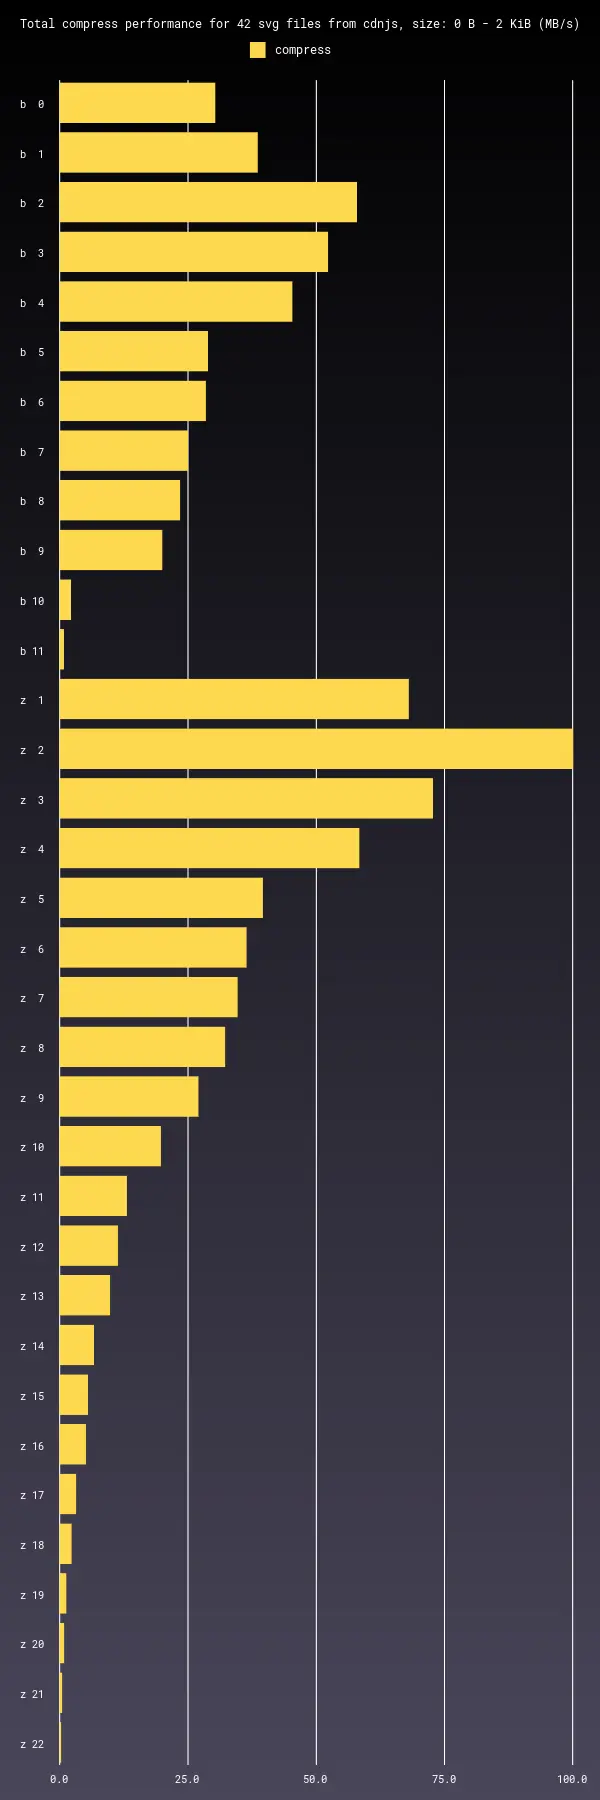 Total compress performance for 42 svg files from cdnjs, size: 0 B - 2 KiB (MB/s)
compress
b 0
b 1
b 2
b 3
b 4
b 5
b 6
b 7
b 8
b 9
b 10
b 11
z 1
z 2
z 3
z 4
z 5
z 6
z 7
z 8
z 9
z 10
z 11
z 12
z 13
z 14
z 15
z 16
z 17
z 18
z 19
z 20
z 21
z 22
0.0 25.0 50.0 75.0 100.0